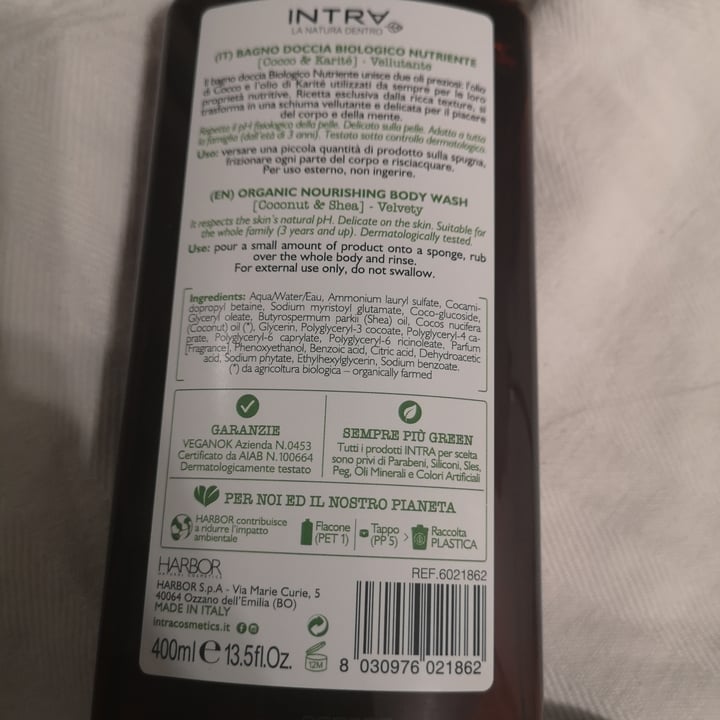 INTRA
LA NATURA DENTRO
(IT) BAGNO DOCCIA BIOLOGICO NUTRIENTE
[Cocco & Karité] - Vellutante
Il bagno doccia Biologico Nutriente unisce due oli preziosi: l'olio
di Cocco e l'olio di Karité utilizzati da sempre per le loro
proprietà nutritive. Ricetta esclusiva dalla ricca texture, si
trasforma in una schiuma vellutante e delicata per il piacere
del corpo e della mente.
Rispetta il pH fisiologico della pelle. Delicato sulla pelle. Adatto a tutta
la famiglia (dall'età di 3 anni). Testato sotto controllo dermatologico.
Uso: versare una piccola quantità di prodotto sulla spugna,
frizionare ogni parte del corpo e risciacquare.
Per uso esterno, non ingerire.
(EN) ORGANIC NOURISHING BODY WASH
[Coconut & Shea] - Velvety
It respects the skin's natural pH. Delicate on the skin. Suitable for
the whole family (3 years and up). Dermatologically tested.
Use: pour a small amount of product onto a sponge, rub
over the whole body and rinse.
For external use only, do not swallow.
Ingredients: Aqua/Water/Eau, Ammonium lauryl sulfate, Cocami-
dopropyl betaine, Sodium myristoyl glutamate, Coco-glucoside,
Glyceryl oleate, Butyrospermum parkii (Shea) oil, Cocos nucifera
(Coconut) oil (*), Glycerin, Polyglyceryl-3 cocoate, Polyglyceryl-4 ca-
prate, Polyglyceryl-6 caprylate, Polyglyceryl-6 ricinoleate, Parfum
[Fragrance], Phenoxyethanol, Benzoic acid, Citric acid, Dehydroacetic
acid, Sodium phytate, Ethylhexylglycerin, Sodium benzoate.
(*) da agricoltura biologica – organically farmed
GARANZIE
VEGANOK Azienda N.0453
Certificato da AIAB N.100664
Dermatologicamente testato
SEMPRE PIÙ GREEN
Tutti i prodotti INTRA per scelta
sono privi di Parabeni, Siliconi, Sles,
Peg, Oli Minerali e Colori Artificiali
PER NOI ED IL NOSTRO PIANETA
HARBOR contribuisce
a ridurre l'impatto
ambientale
Flacone
(PET 1)
Tappo
(PP 5)
Raccolta
PLASTICA
HARBOR
HARBOR S.p.A - Via Marie Curie, 5
40064 Ozzano dell'Emilia (BO)
MADE IN ITALY
intracosmetics.it
400ml e 13.5fl.Oz.
12M
REF.6021862
8 030976 021862